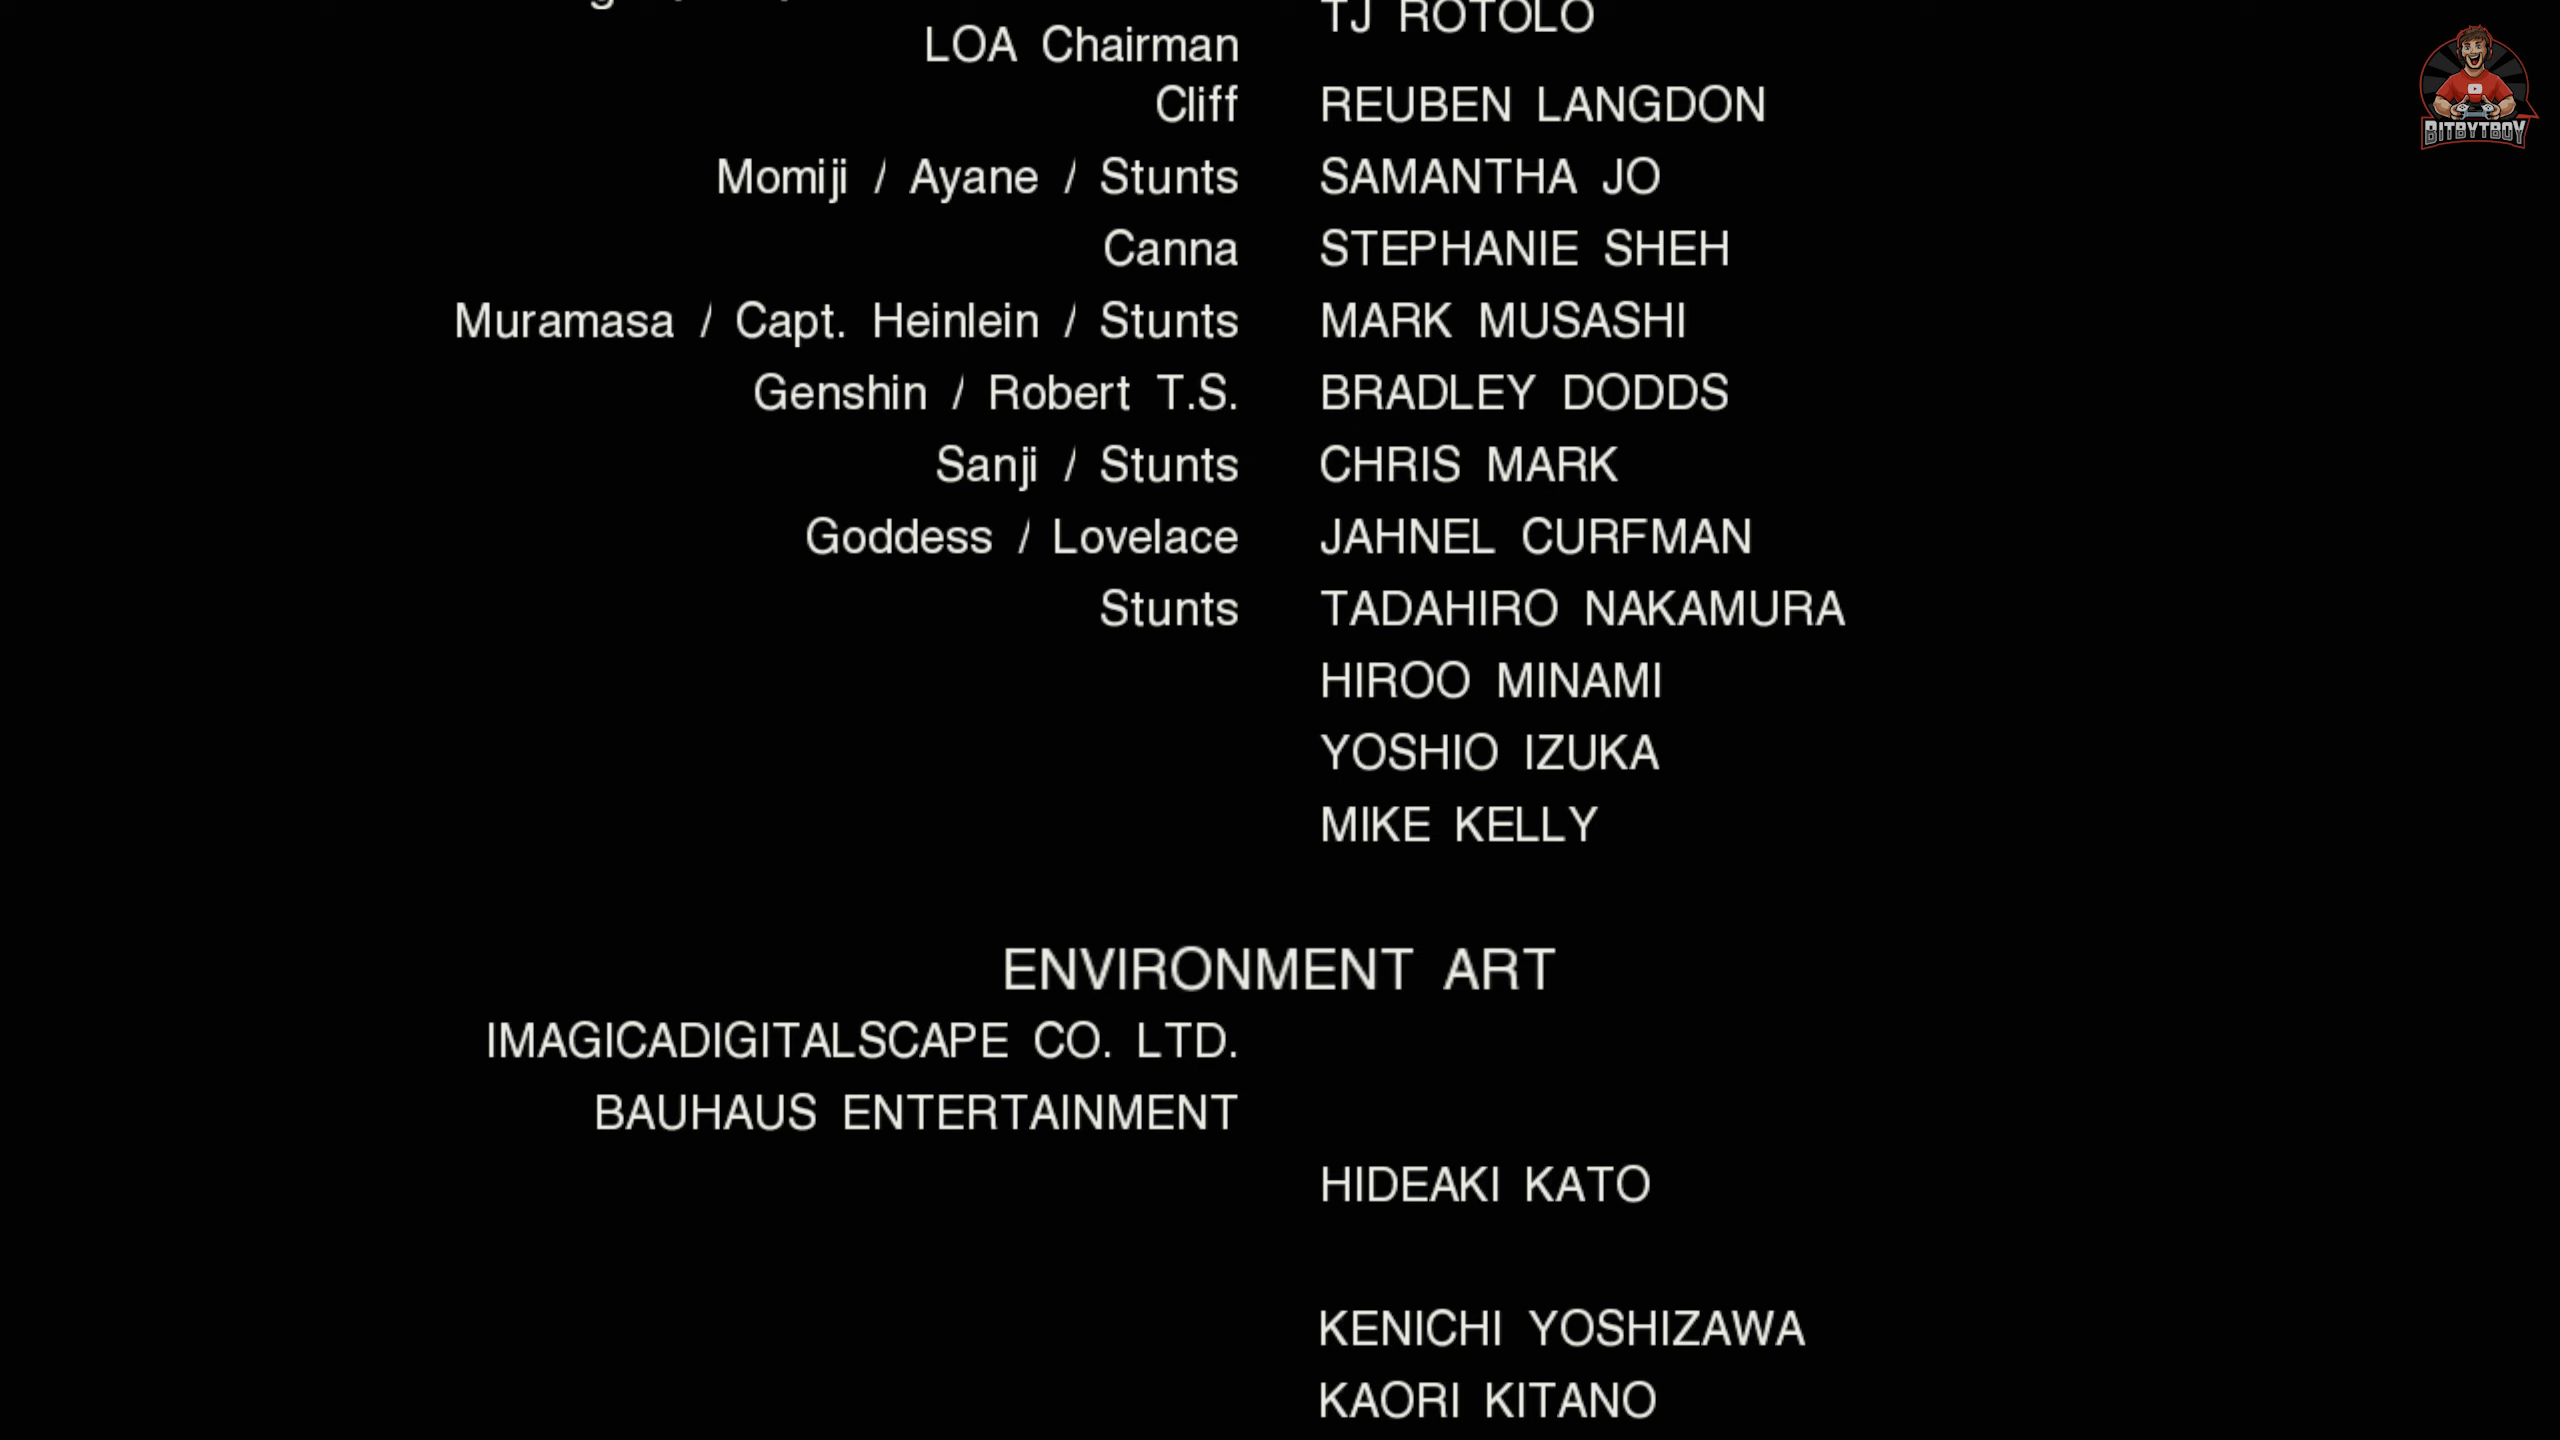 TJ ROTOLO
LOA Chairman
Cliff REUBEN LANGDON
Momiji / Ayane / Stunts SAMANTHA JO
Canna STEPHANIE SHEH
Muramasa / Capt. Heinlein / Stunts MARK MUSASHI
Genshin / Robert T.S. BRADLEY DODDS
Sanji / Stunts CHRIS MARK
Goddess / Lovelace JAHNEL CURFMAN
Stunts TADAHIRO NAKAMURA
HIROO MINAMI
YOSHIO IZUKA
MIKE KELLY
ENVIRONMENT ART
IMAGICADIGITALSCAPE CO. LTD.
BAUHAUS ENTERTAINMENT
HIDEAKI KATO
KENICHI YOSHIZAWA
KAORI KITANO
BITBYTBOY